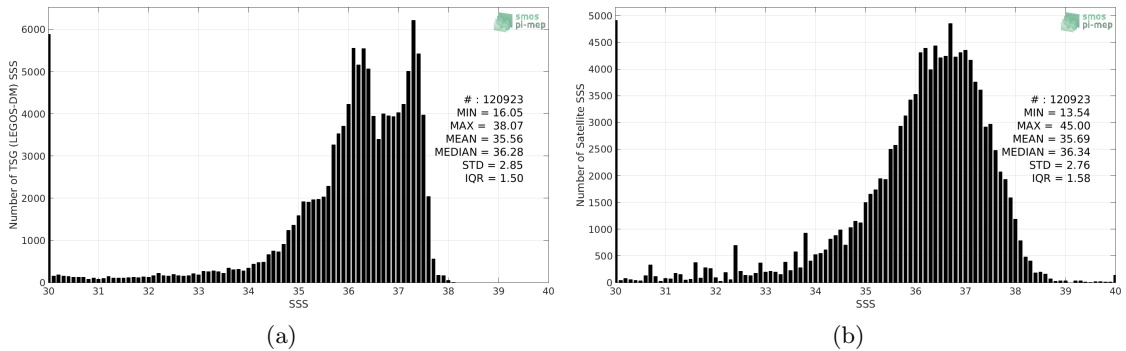 smos
pi-mep
Number of TSG (LEGOS-DM) SSS
6000
5000
4000
3000
2000
1000
0
# : 120923
MIN = 16.05
MAX = 38.07
MEAN = 35.56
MEDIAN = 36.28
STD = 2.85
IQR = 1.50
30 31 32 33 34 35 36 37 38 39 40
SSS
(a)
smos
pi-mep
Number of Satellite SSS
5000
4500
4000
3500
3000
2500
2000
1500
1000
500
0
# : 120923
MIN = 13.54
MAX = 45.00
MEAN = 35.69
MEDIAN = 36.34
STD = 2.76
IQR = 1.58
30 31 32 33 34 35 36 37 38 39 40
SSS
(b)